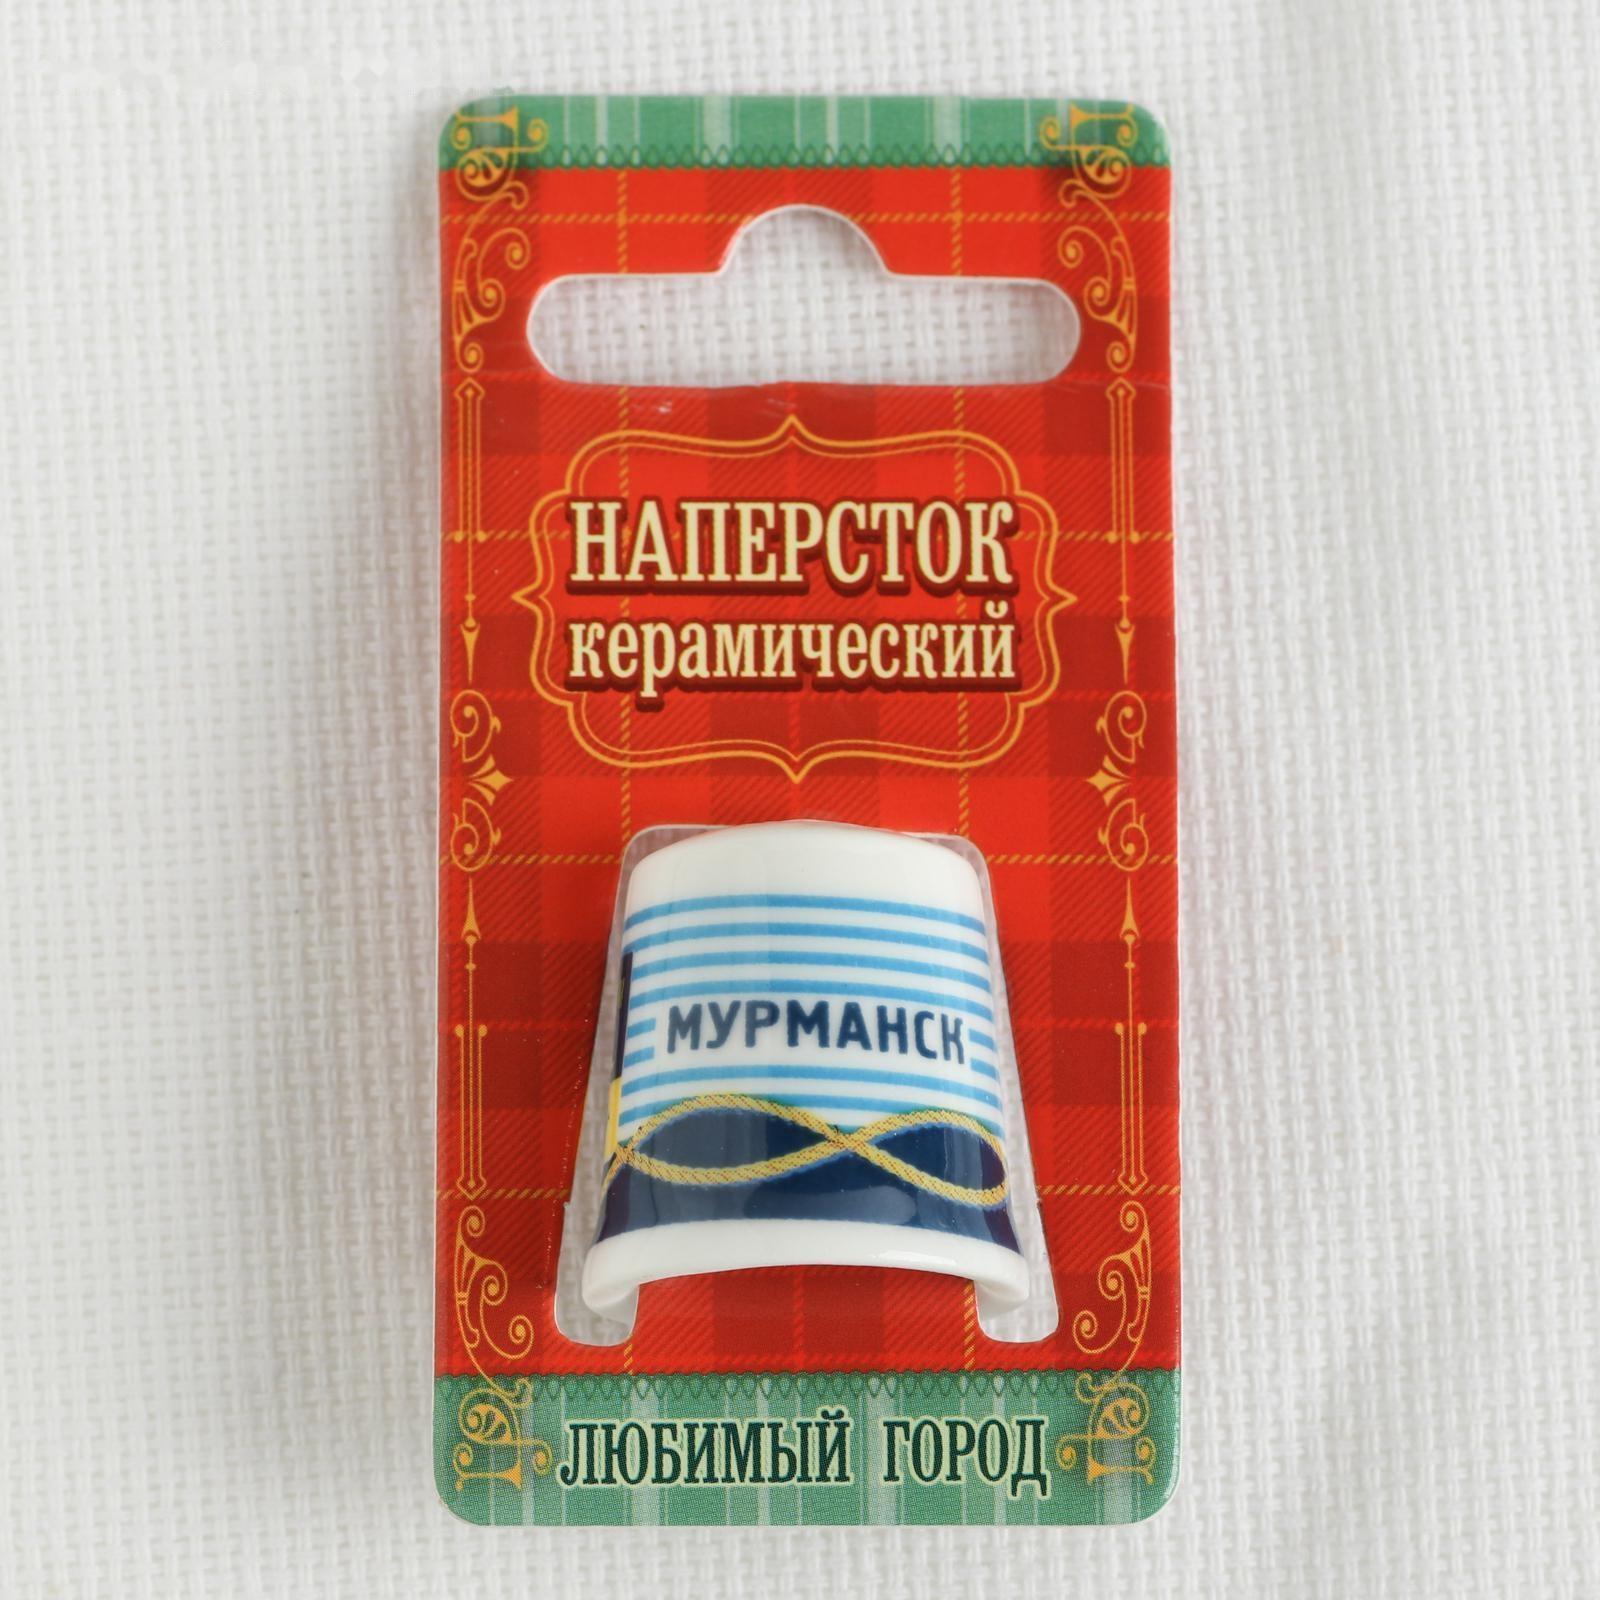 НАПЕРСТОК
керамический
МУРМАНСК
ЛЮБИМЫЙ ГОРОД